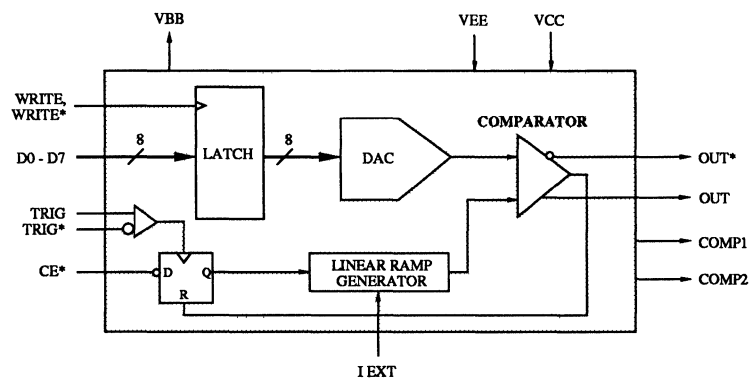 VBB
VEE
VCC
WRITE,
WRITE*
D0 - D7
8
LATCH
8
DAC
COMPARATOR
OUT*
OUT
COMP1
COMP2
TRIG
TRIG*
CE*
D
Q
R
LINEAR RAMP
GENERATOR
I EXT